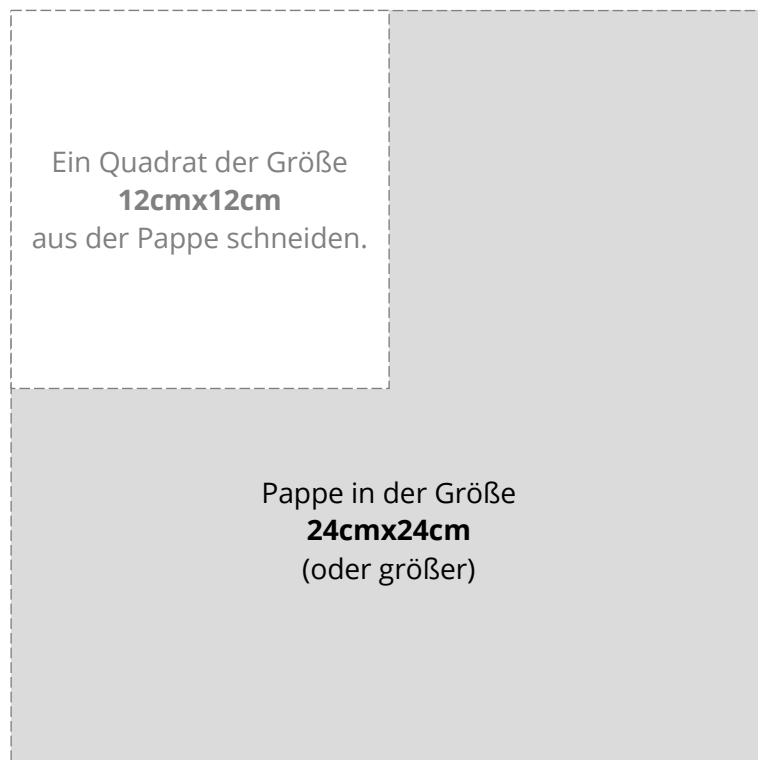 Ein Quadrat der Größe
12cmx12cm
aus der Pappe schneiden.
Pappe in der Größe
24cmx24cm
(oder größer)